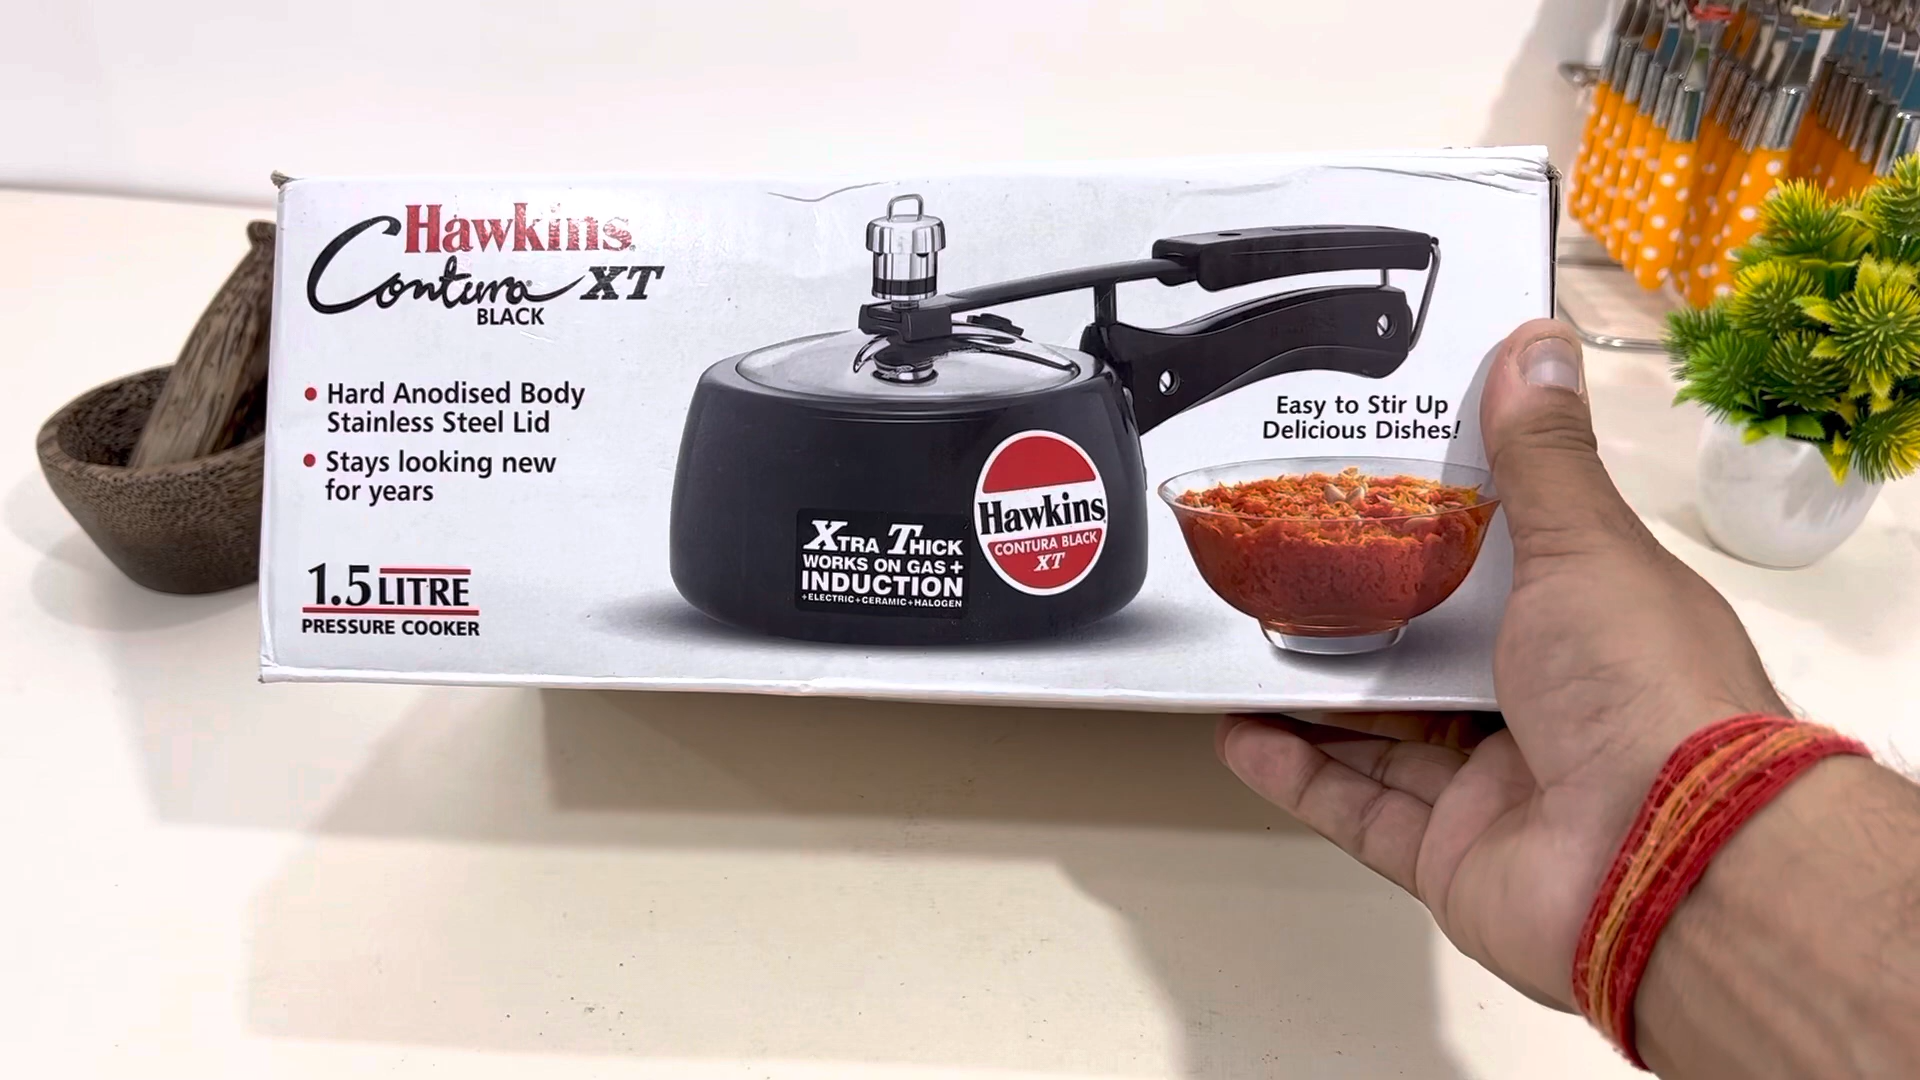 Hawkins
Contura XT
BLACK
• Hard Anodised Body
Stainless Steel Lid
• Stays looking new
for years
1.5 LITRE
PRESSURE COOKER
XTRA THICK
WORKS ON GAS +
INDUCTION
+ELECTRIC+CERAMIC+HALOGEN
Hawkins
CONTURA BLACK
XT
Easy to Stir Up
Delicious Dishes!